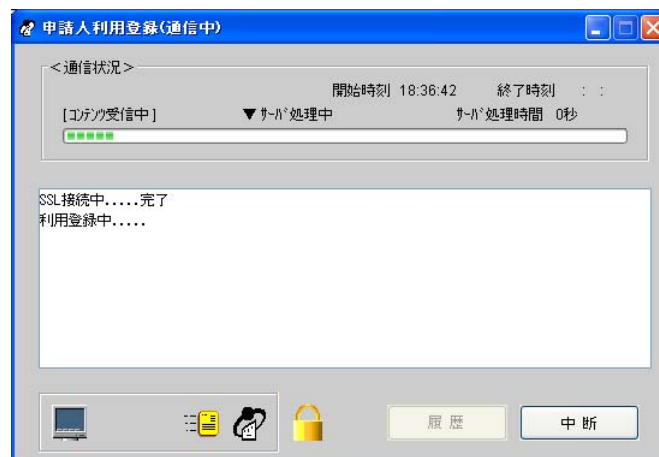 申請人利用登録(通信中)
＜通信状況＞
開始時刻 18:36:42 終了時刻 : :
[ｺﾝﾃﾝﾂ受信中] ▼ｻｰﾊﾞ処理中 ｻｰﾊﾞ処理時間 0秒
SSL接続中.....完了
利用登録中.....
履歴 中断